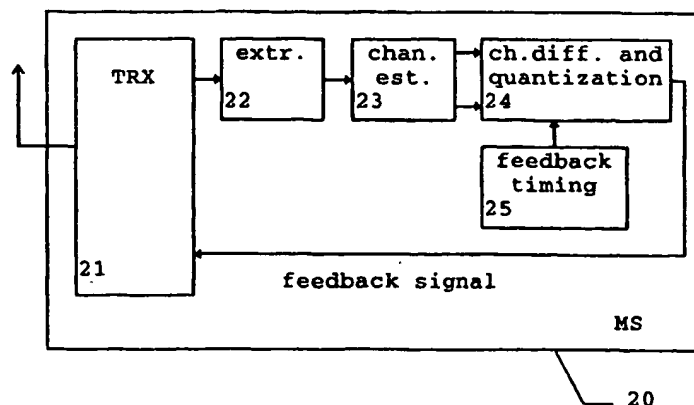 TRX
21
extr.
22
chan.
est.
23
ch.diff. and
quantization
24
feedback
timing
25
feedback signal
MS
20